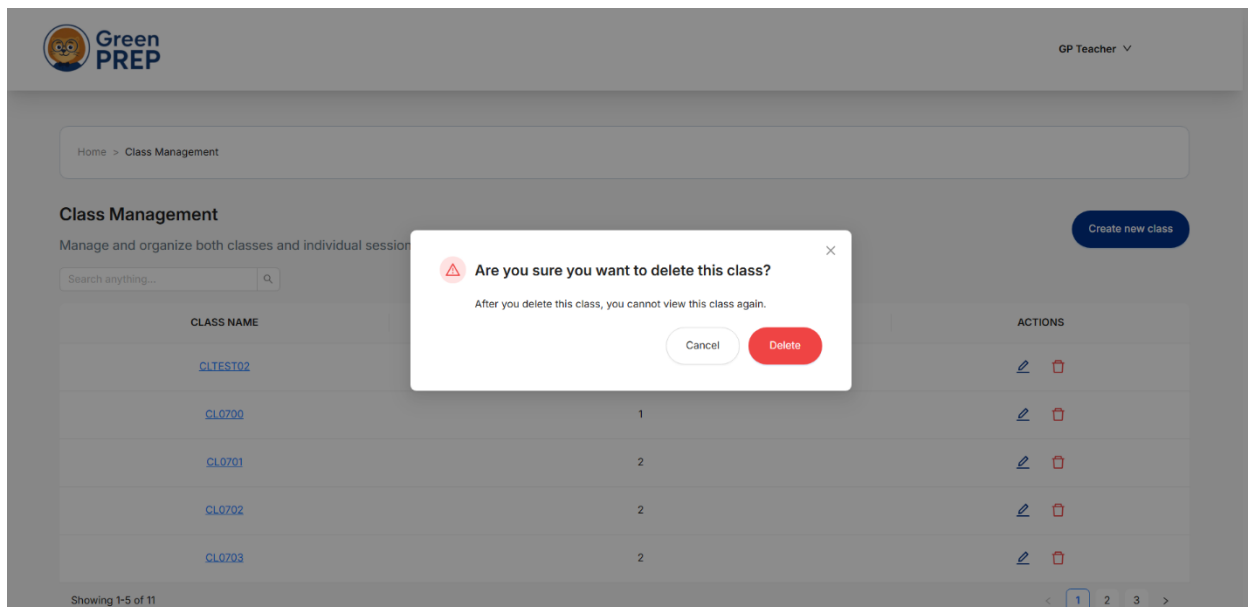 Green
PREP
GP Teacher
Home > Class Management
Class Management
Create new class
Manage and organize both classes and individual session
Search anything...
Are you sure you want to delete this class?
After you delete this class, you cannot view this class again.
Cancel Delete
CLASS NAME ACTIONS
CLTEST02
CL0700 1
CL0701 2
CL0702 2
CL0703 2
Showing 1-5 of 11 < 1 2 3 >